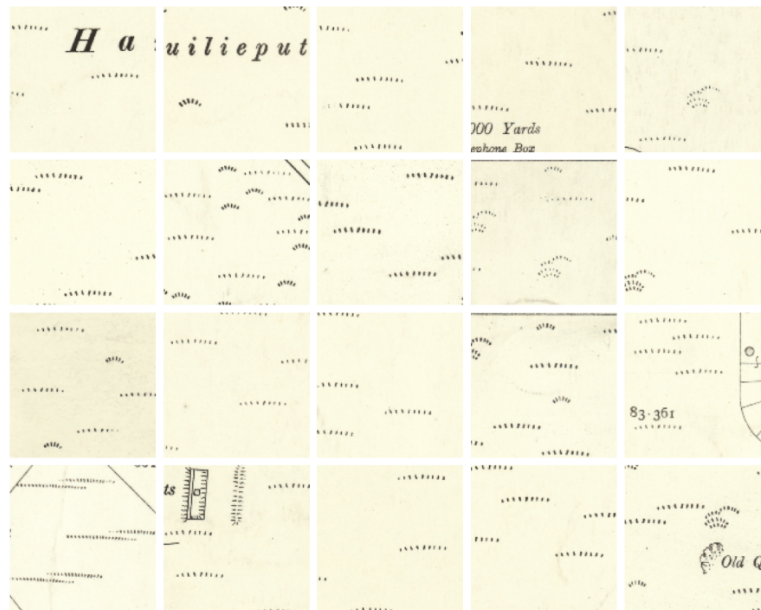 H a
uilieput
000 Yards
ephone Box
83·361
ts
Old Q